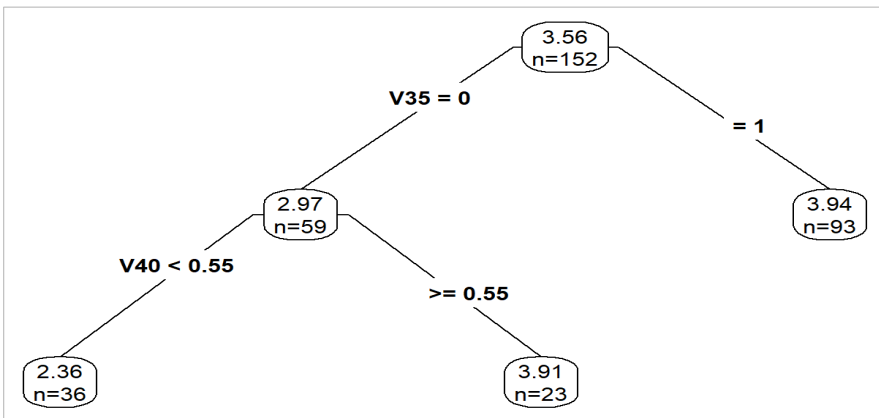 3.56
n=152
V35 = 0
= 1
2.97
n=59
3.94
n=93
V40 < 0.55
>= 0.55
2.36
n=36
3.91
n=23